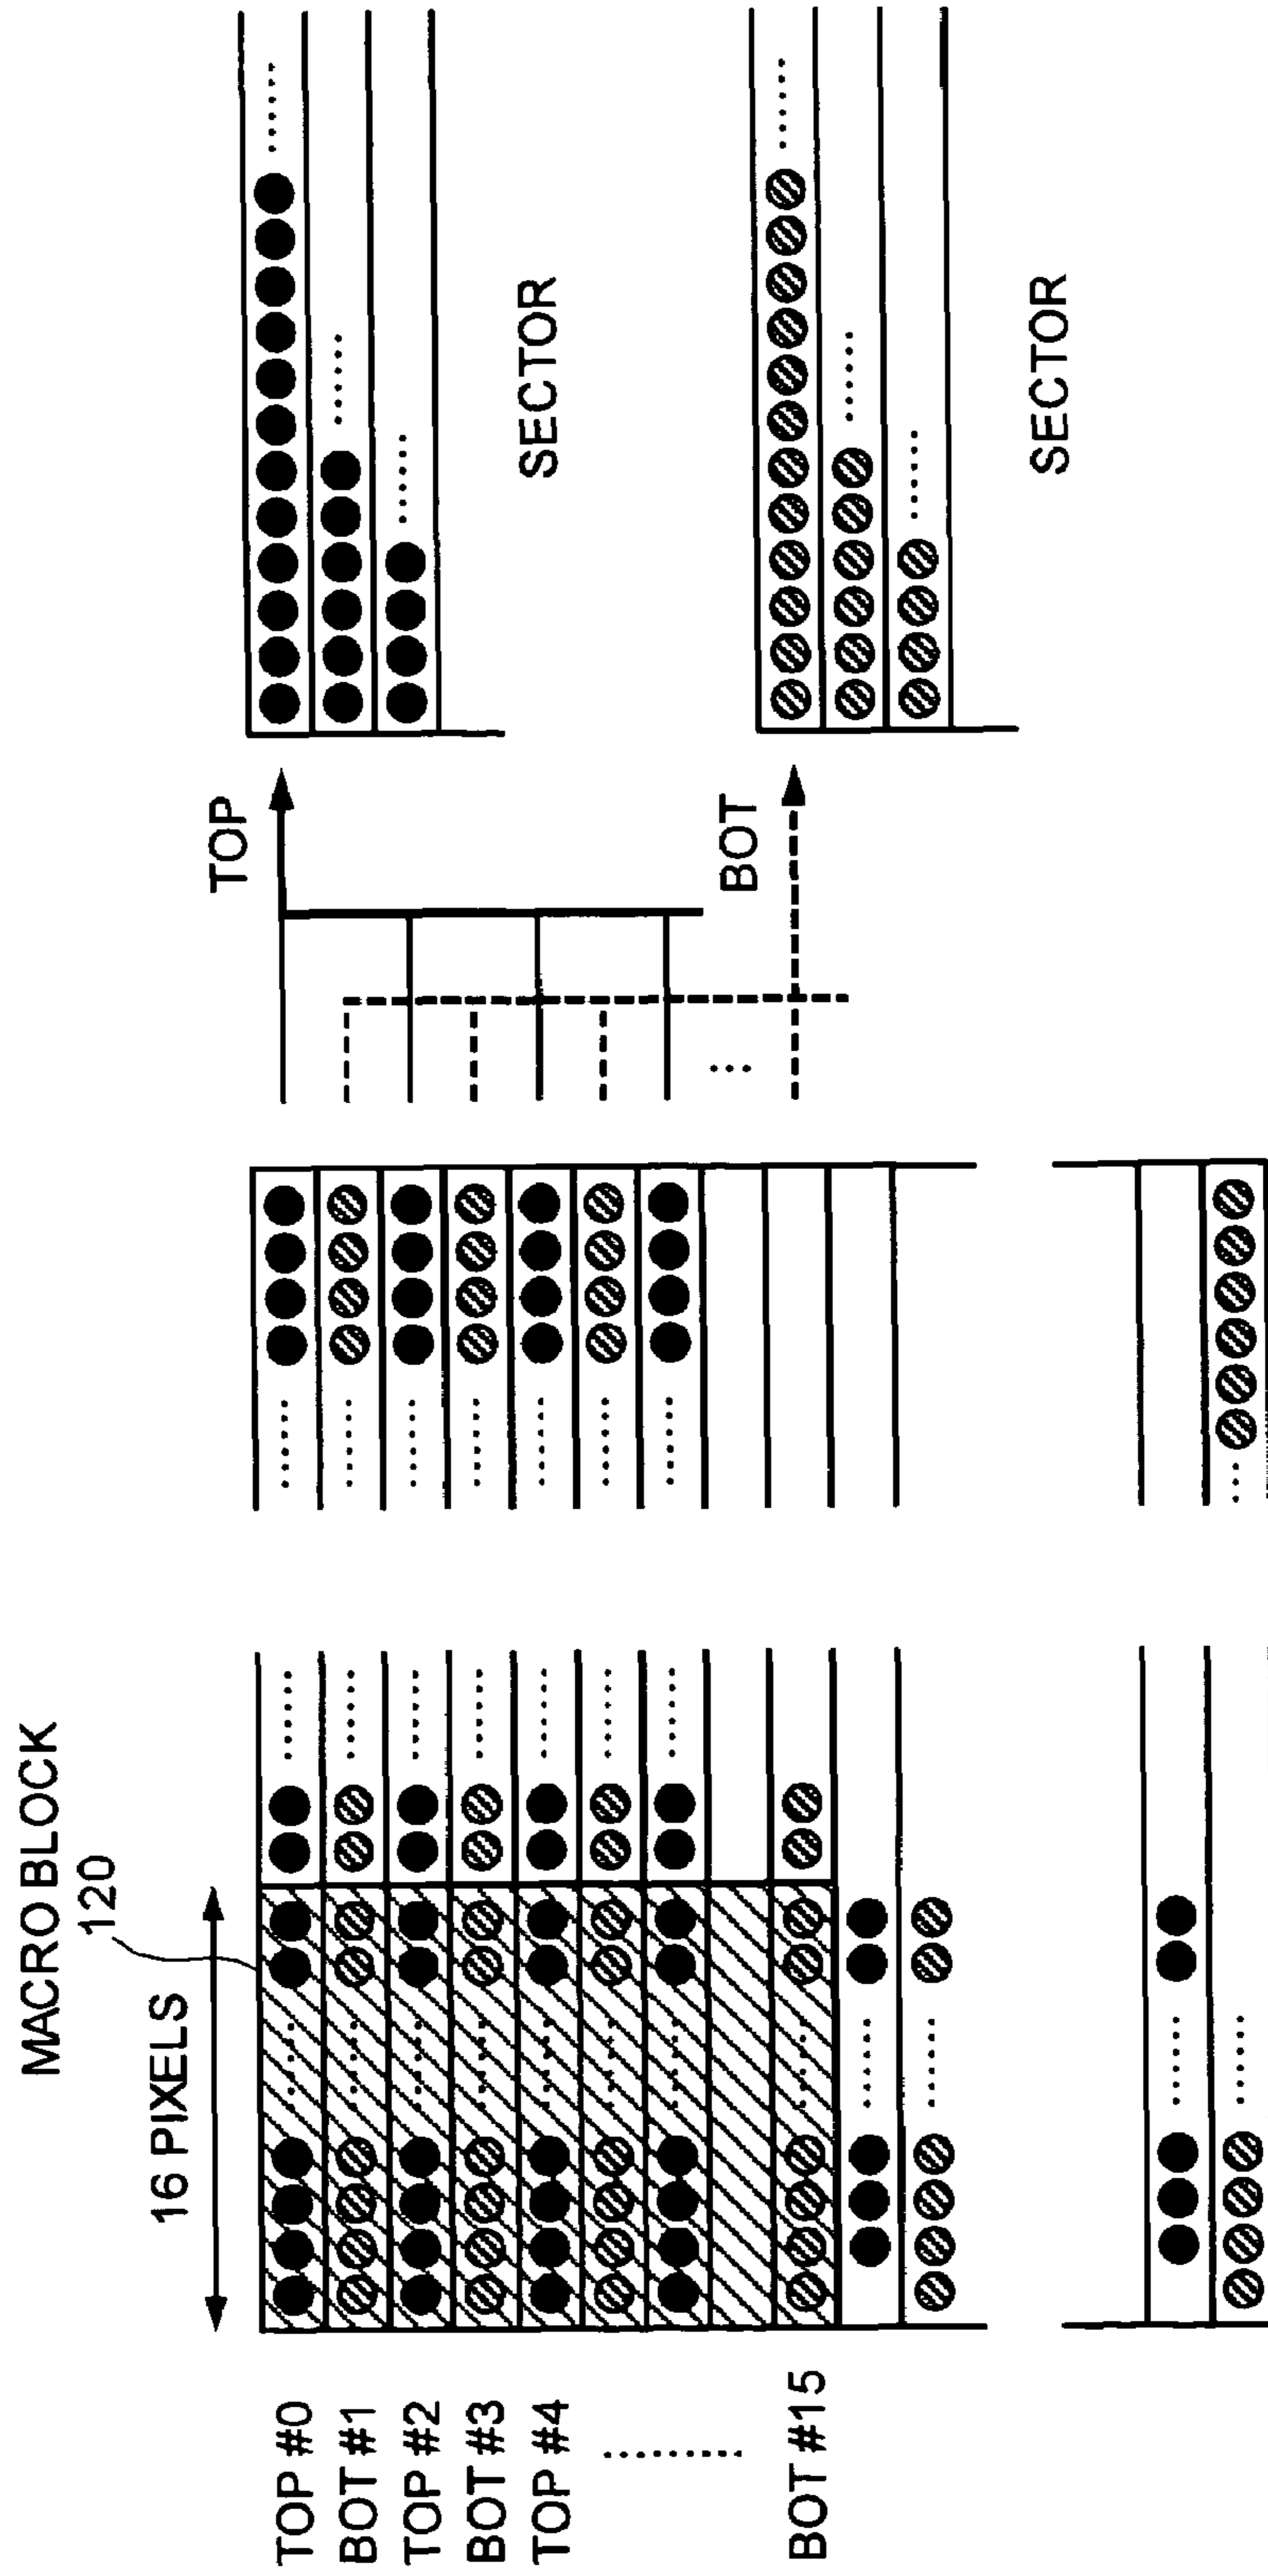 MACRO BLOCK
120
16 PIXELS
TOP #0
BOT #1
TOP #2
BOT #3
TOP #4
BOT #15
TOP
BOT
SECTOR
SECTOR